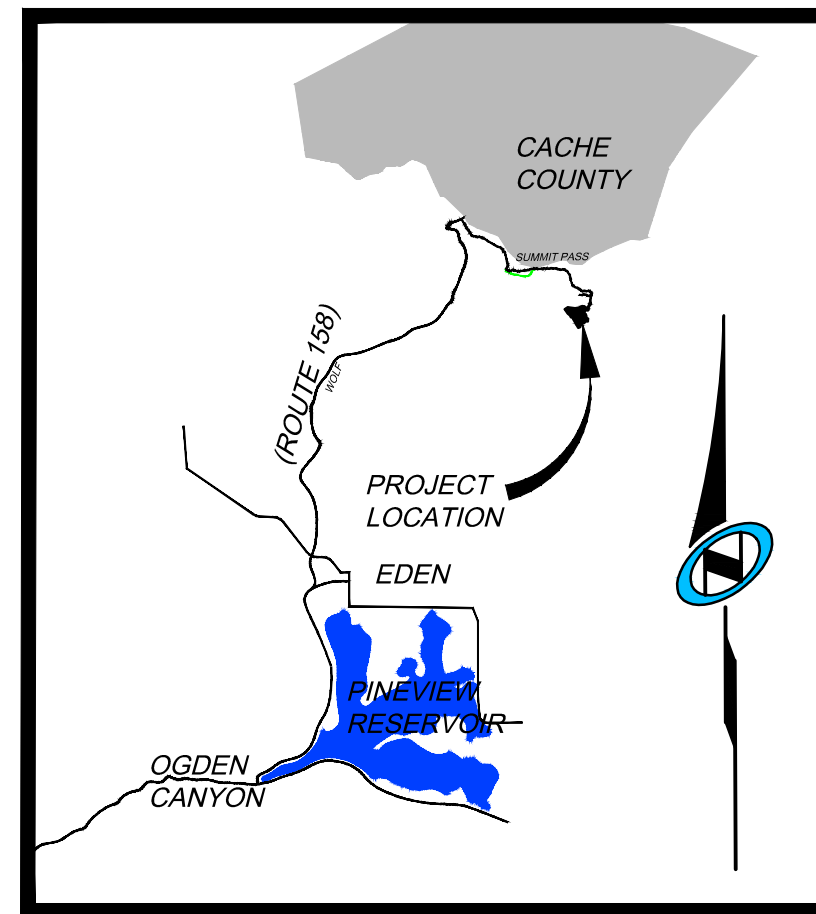 CACHE
COUNTY
SUMMIT PASS
(ROUTE 158)
WOLF
PROJECT
LOCATION
N
EDEN
PINEVIEW
RESERVOIR
OGDEN
CANYON